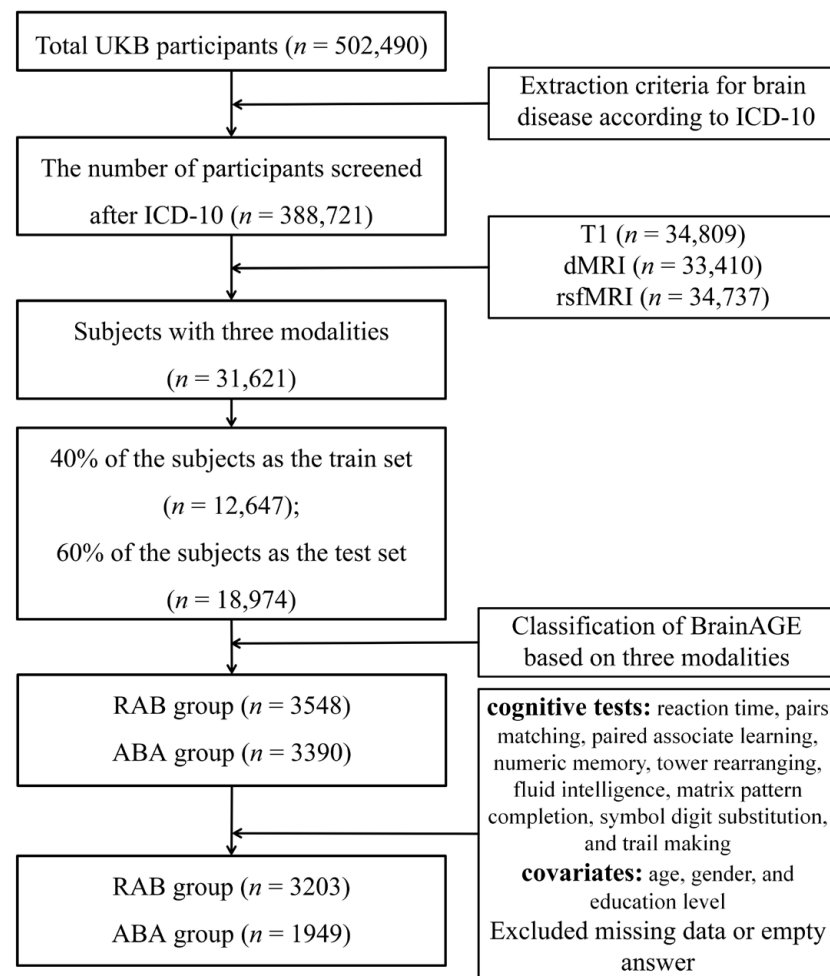 Total UKB participants (n = 502,490)
Extraction criteria for brain
disease according to ICD-10
The number of participants screened
after ICD-10 (n = 388,721)
T1 (n = 34,809)
dMRI (n = 33,410)
rsfMRI (n = 34,737)
Subjects with three modalities
(n = 31,621)
40% of the subjects as the train set
(n = 12,647);
60% of the subjects as the test set
(n = 18,974)
Classification of BrainAGE
based on three modalities
RAB group (n = 3548)
ABA group (n = 3390)
cognitive tests: reaction time, pairs
matching, paired associate learning,
numeric memory, tower rearranging,
fluid intelligence, matrix pattern
completion, symbol digit substitution,
and trail making
covariates: age, gender, and
education level
Excluded missing data or empty
answer
RAB group (n = 3203)
ABA group (n = 1949)